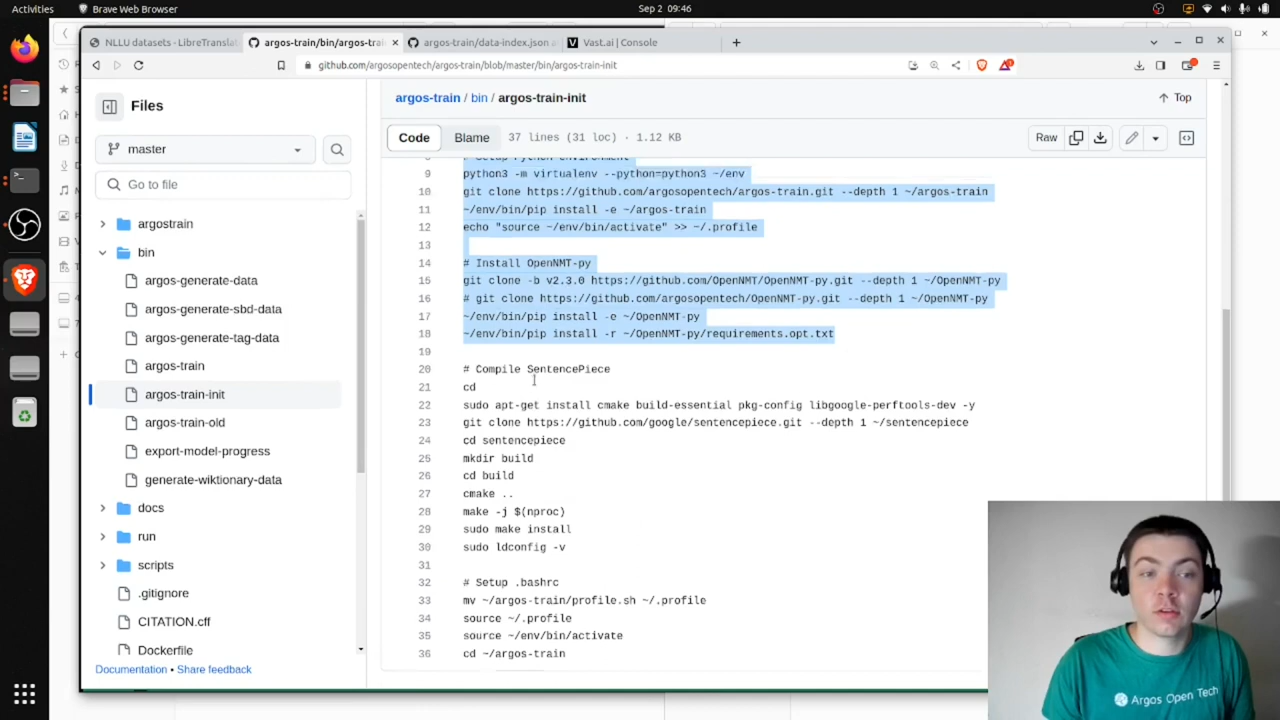 Activities
Brave Web Browser
Sep 2 09:46
NLLU datasets - LibreTranslat
argos-train/bin/argos-trai
argos-train/data-index.json a
Vast.ai | Console
github.com/argosopentech/argos-train/blob/master/bin/argos-train-init
Files
master
Go to file
argostrain
bin
argos-generate-data
argos-generate-sbd-data
argos-generate-tag-data
argos-train
argos-train-init
argos-train-old
export-model-progress
generate-wiktionary-data
docs
run
scripts
.gitignore
CITATION.cff
Dockerfile
Documentation • Share feedback
argos-train / bin / argos-train-init
Top
Code
Blame
37 lines (31 loc) · 1.12 KB
Raw
8 # Setup Python environment
9 python3 -m virtualenv --python=python3 ~/env
10 git clone https://github.com/argosopentech/argos-train.git --depth 1 ~/argos-train
11 ~/env/bin/pip install -e ~/argos-train
12 echo "source ~/env/bin/activate" >> ~/.profile
13
14 # Install OpenNMT-py
15 git clone -b v2.3.0 https://github.com/OpenNMT/OpenNMT-py.git --depth 1 ~/OpenNMT-py
16 # git clone https://github.com/argosopentech/OpenNMT-py.git --depth 1 ~/OpenNMT-py
17 ~/env/bin/pip install -e ~/OpenNMT-py
18 ~/env/bin/pip install -r ~/OpenNMT-py/requirements.opt.txt
19
20 # Compile SentencePiece
21 cd
22 sudo apt-get install cmake build-essential pkg-config libgoogle-perftools-dev -y
23 git clone https://github.com/google/sentencepiece.git --depth 1 ~/sentencepiece
24 cd sentencepiece
25 mkdir build
26 cd build
27 cmake ..
28 make -j $(nproc)
29 sudo make install
30 sudo ldconfig -v
31
32 # Setup .bashrc
33 mv ~/argos-train/profile.sh ~/.profile
34 source ~/.profile
35 source ~/env/bin/activate
36 cd ~/argos-train
Argos Open Tech